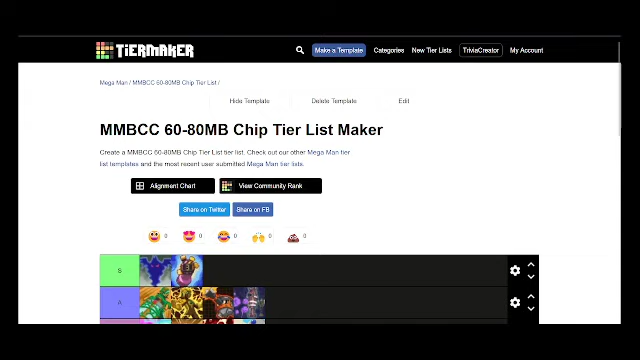 TIERMAKER
Make a Template
Categories
New Tier Lists
TriviaCreator
My Account
Mega Man / MMBCC 60-80MB Chip Tier List /
Hide Template
Delete Template
Edit
MMBCC 60-80MB Chip Tier List Maker
Create a MMBCC 60-80MB Chip Tier List tier list. Check out our other Mega Man tier
list templates and the most recent user submitted Mega Man tier lists.
Alignment Chart
View Community Rank
Share on Twitter
Share on FB
0
0
0
0
0
S
A